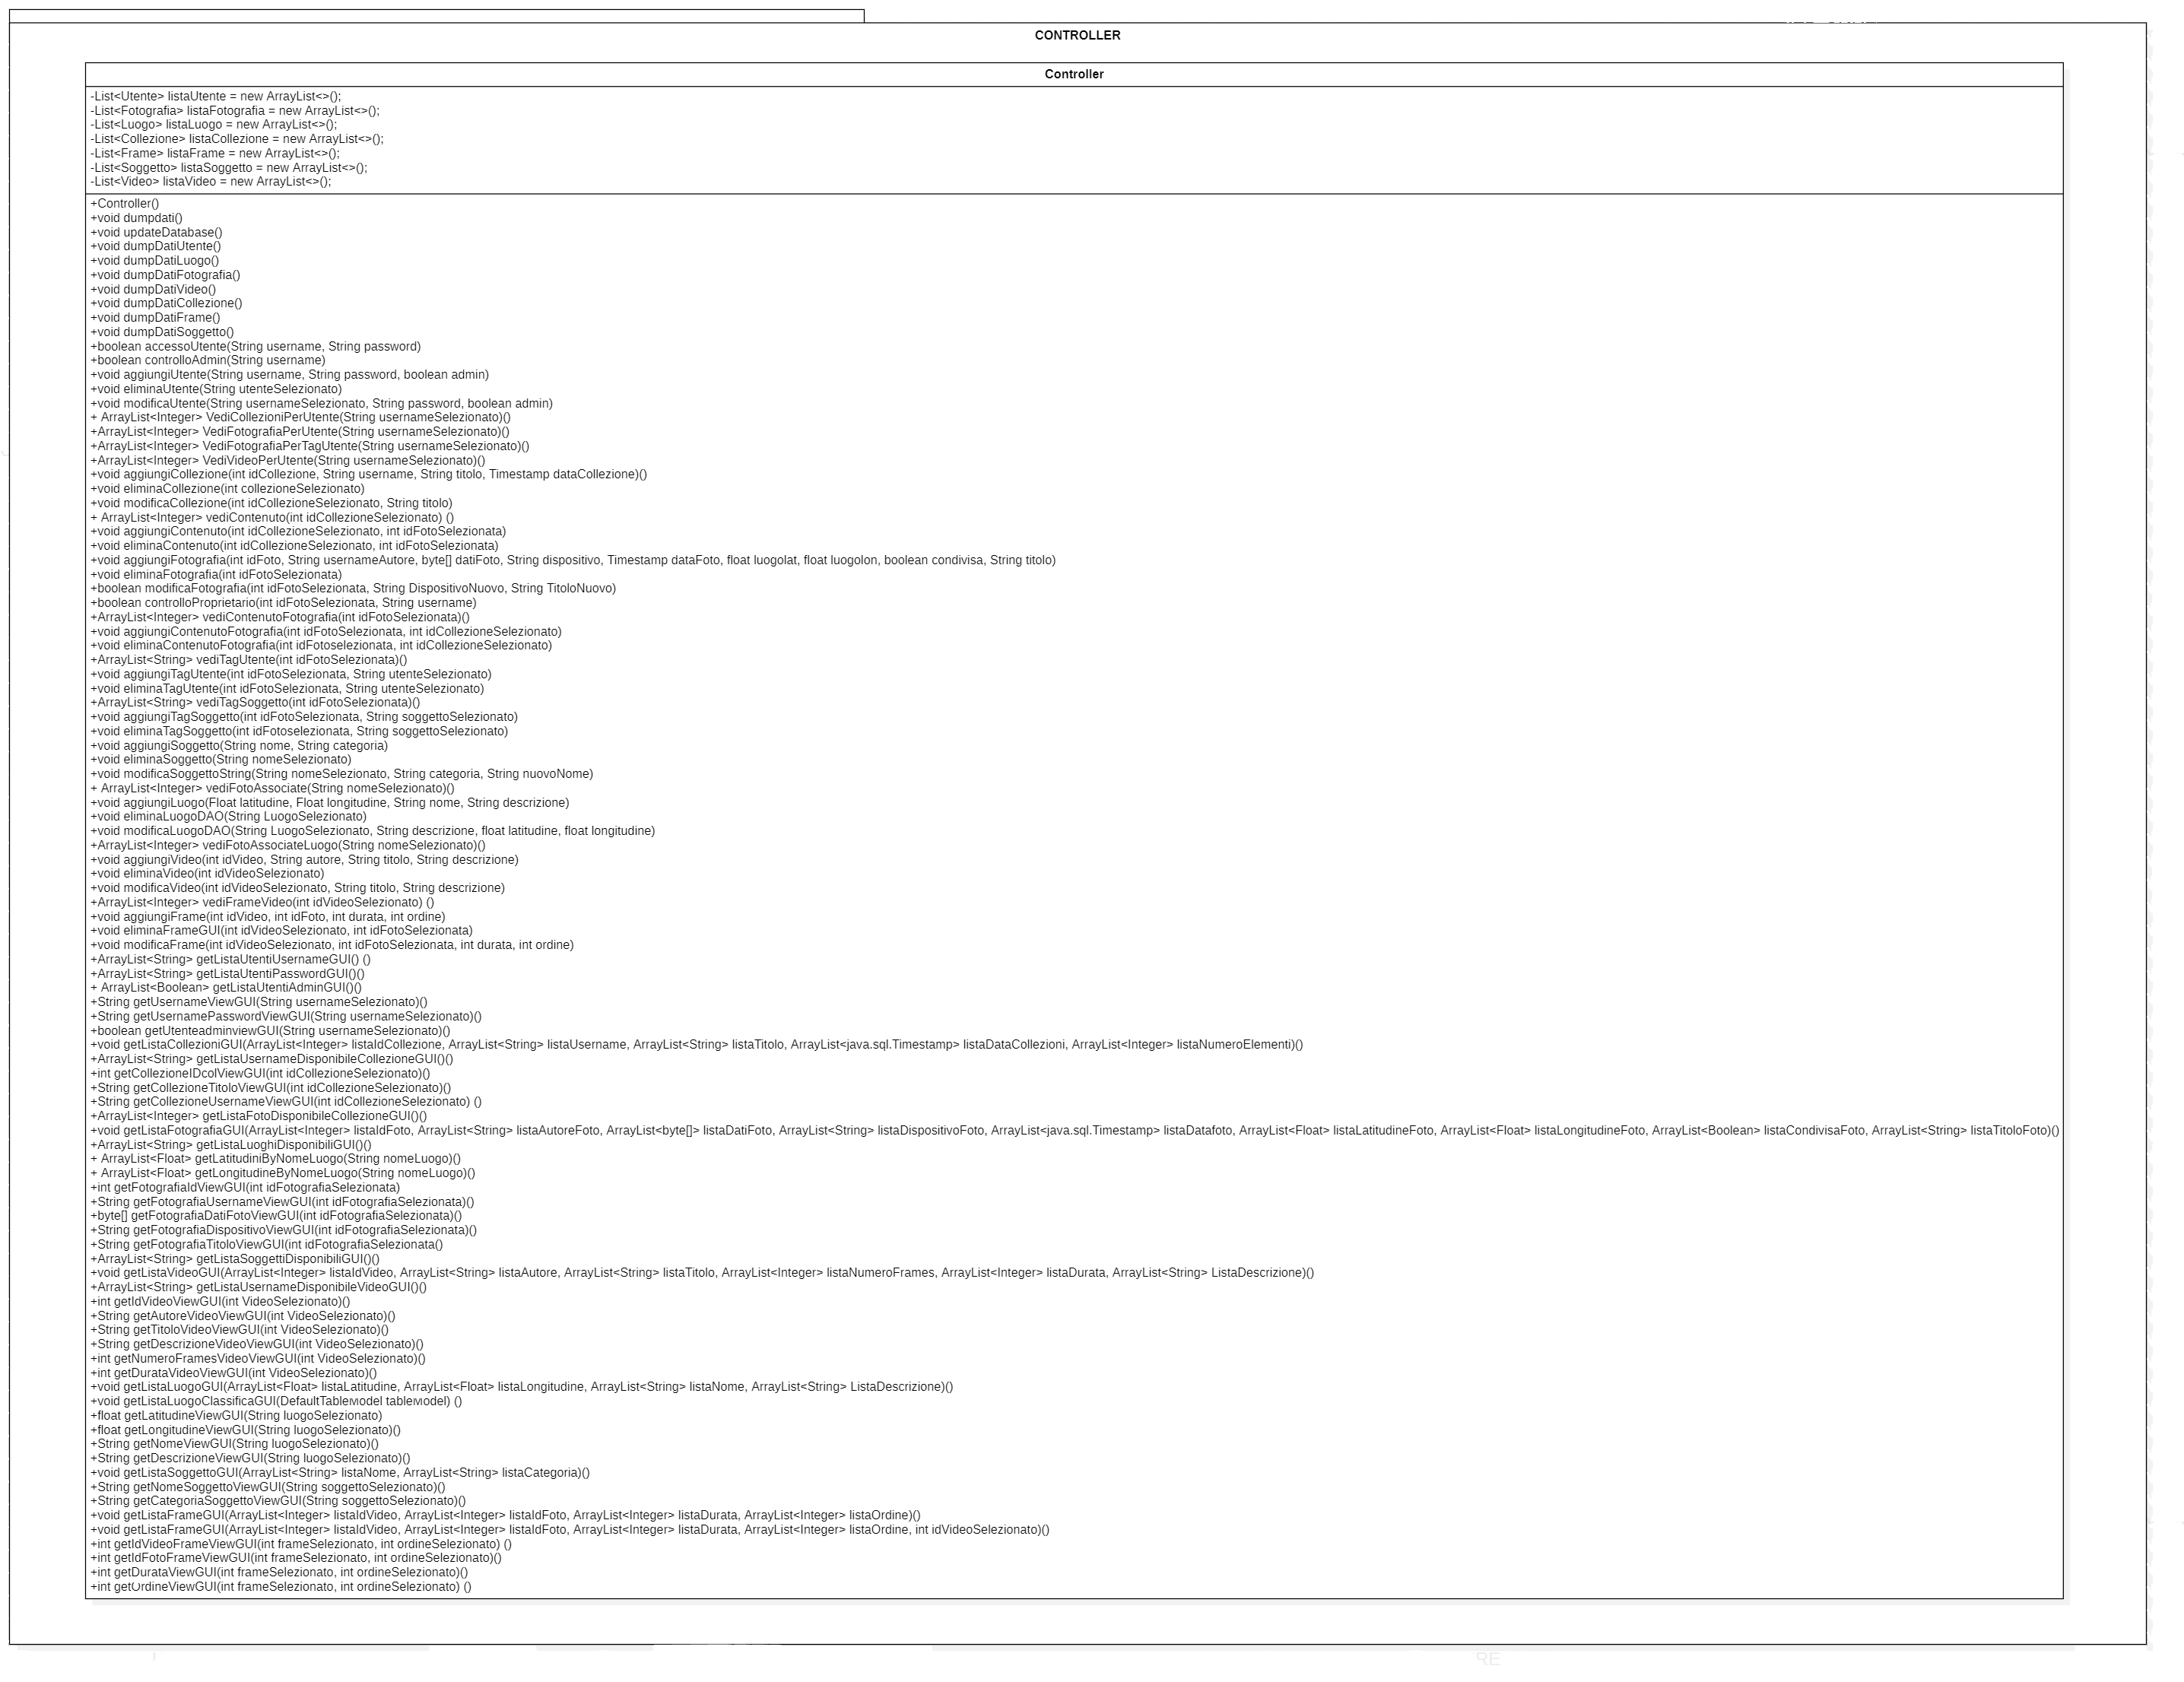 CONTROLLER
Controller
-List<Utente> listaUtente = new ArrayList<>();
-List<Fotografia> listaFotografia = new ArrayList<>();
-List<Luogo> listaLuogo = new ArrayList<>();
-List<Collezione> listaCollezione = new ArrayList<>();
-List<Frame> listaFrame = new ArrayList<>();
-List<Soggetto> listaSoggetto = new ArrayList<>();
-List<Video> listaVideo = new ArrayList<>();
+Controller()
+void dumpdati()
+void updateDatabase()
+void dumpDatiUtente()
+void dumpDatiLuogo()
+void dumpDatiFotografia()
+void dumpDatiVideo()
+void dumpDatiCollezione()
+void dumpDatiFrame()
+void dumpDatiSoggetto()
+boolean accessoUtente(String username, String password)
+boolean controlloAdmin(String username)
+void aggiungiUtente(String username, String password, boolean admin)
+void eliminaUtente(String utenteSelezionato)
+void modificaUtente(String usernameSelezionato, String password, boolean admin)
+ ArrayList<Integer> VediCollezioniPerUtente(String usernameSelezionato)()
+ArrayList<Integer> VediFotografiaPerUtente(String usernameSelezionato)()
+ArrayList<Integer> VediFotografiaPerTagUtente(String usernameSelezionato)()
+ArrayList<Integer> VediVideoPerUtente(String usernameSelezionato)()
+void aggiungiCollezione(int idCollezione, String username, String titolo, Timestamp dataCollezione)()
+void eliminaCollezione(int collezioneSelezionato)
+void modificaCollezione(int idCollezioneSelezionato, String titolo)
+ ArrayList<Integer> vediContenuto(int idCollezioneSelezionato) ()
+void aggiungiContenuto(int idCollezioneSelezionato, int idFotoSelezionata)
+void eliminaContenuto(int idCollezioneSelezionato, int idFotoSelezionata)
+void aggiungiFotografia(int idFoto, String usernameAutore, byte[] datiFoto, String dispositivo, Timestamp dataFoto, float luogolat, float luogolon, boolean condivisa, String titolo)
+void eliminaFotografia(int idFotoSelezionata)
+boolean modificaFotografia(int idFotoSelezionata, String DispositivoNuovo, String TitoloNuovo)
+boolean controlloProprietario(int idFotoSelezionata, String username)
+ArrayList<Integer> vediContenutoFotografia(int idFotoSelezionata)()
+void aggiungiContenutoFotografia(int idFotoSelezionata, int idCollezioneSelezionato)
+void eliminaContenutoFotografia(int idFotoselezionata, int idCollezioneSelezionato)
+ArrayList<String> vediTagUtente(int idFotoSelezionata)()
+void aggiungiTagUtente(int idFotoSelezionata, String utenteSelezionato)
+void eliminaTagUtente(int idFotoSelezionata, String utenteSelezionato)
+ArrayList<String> vediTagSoggetto(int idFotoSelezionata)()
+void aggiungiTagSoggetto(int idFotoSelezionata, String soggettoSelezionato)
+void eliminaTagSoggetto(int idFotoselezionata, String soggettoSelezionato)
+void aggiungiSoggetto(String nome, String categoria)
+void eliminaSoggetto(String nomeSelezionato)
+void modificaSoggettoString(String nomeSelezionato, String categoria, String nuovoNome)
+ ArrayList<Integer> vediFotoAssociate(String nomeSelezionato)()
+void aggiungiLuogo(Float latitudine, Float longitudine, String nome, String descrizione)
+void eliminaLuogoDAO(String LuogoSelezionato)
+void modificaLuogoDAO(String LuogoSelezionato, String descrizione, float latitudine, float longitudine)
+ArrayList<Integer> vediFotoAssociateLuogo(String nomeSelezionato)()
+void aggiungiVideo(int idVideo, String autore, String titolo, String descrizione)
+void eliminaVideo(int idVideoSelezionato)
+void modificaVideo(int idVideoSelezionato, String titolo, String descrizione)
+ArrayList<Integer> vediFrameVideo(int idVideoSelezionato) ()
+void aggiungiFrame(int idVideo, int idFoto, int durata, int ordine)
+void eliminaFrameGUI(int idVideoSelezionato, int idFotoSelezionata)
+void modificaFrame(int idVideoSelezionato, int idFotoSelezionata, int durata, int ordine)
+ArrayList<String> getListaUtentiUsernameGUI() ()
+ArrayList<String> getListaUtentiPasswordGUI()()
+ ArrayList<Boolean> getListaUtentiAdminGUI()()
+String getUsernameViewGUI(String usernameSelezionato)()
+String getUsernamePasswordViewGUI(String usernameSelezionato)()
+boolean getUtenteadminviewGUI(String usernameSelezionato)()
+void getListaCollezioniGUI(ArrayList<Integer> listaIdCollezione, ArrayList<String> listaUsername, ArrayList<String> listaTitolo, ArrayList<java.sql.Timestamp> listaDataCollezioni, ArrayList<Integer> listaNumeroElementi)()
+ArrayList<String> getListaUsernameDisponibileCollezioneGUI()()
+int getCollezioneIDcolViewGUI(int idCollezioneSelezionato)()
+String getCollezioneTitoloViewGUI(int idCollezioneSelezionato)()
+String getCollezioneUsernameViewGUI(int idCollezioneSelezionato) ()
+ArrayList<Integer> getListaFotoDisponibileCollezioneGUI()()
+void getListaFotografiaGUI(ArrayList<Integer> listaIdFoto, ArrayList<String> listaAutoreFoto, ArrayList<byte[]> listaDatiFoto, ArrayList<String> listaDispositivoFoto, ArrayList<java.sql.Timestamp> listaDatafoto, ArrayList<Float> listaLatitudineFoto, ArrayList<Float> listaLongitudineFoto, ArrayList<Boolean> listaCondivisaFoto, ArrayList<String> listaTitoloFoto)()
+ArrayList<String> getListaLuoghiDisponibiliGUI()()
+ ArrayList<Float> getLatitudiniByNomeLuogo(String nomeLuogo)()
+ ArrayList<Float> getLongitudineByNomeLuogo(String nomeLuogo)()
+int getFotografiaIdViewGUI(int idFotografiaSelezionata)
+String getFotografiaUsernameViewGUI(int idFotografiaSelezionata)()
+byte[] getFotografiaDatiFotoViewGUI(int idFotografiaSelezionata)()
+String getFotografiaDispositivoViewGUI(int idFotografiaSelezionata)()
+String getFotografiaTitoloViewGUI(int idFotografiaSelezionata()
+ArrayList<String> getListaSoggettiDisponibiliGUI()()
+void getListaVideoGUI(ArrayList<Integer> listaIdVideo, ArrayList<String> listaAutore, ArrayList<String> listaTitolo, ArrayList<Integer> listaNumeroFrames, ArrayList<Integer> listaDurata, ArrayList<String> ListaDescrizione)()
+ArrayList<String> getListaUsernameDisponibileVideoGUI()()
+int getIdVideoViewGUI(int VideoSelezionato)()
+String getAutoreVideoViewGUI(int VideoSelezionato)()
+String getTitoloVideoViewGUI(int VideoSelezionato)()
+String getDescrizioneVideoViewGUI(int VideoSelezionato)()
+int getNumeroFramesVideoViewGUI(int VideoSelezionato)()
+int getDurataVideoViewGUI(int VideoSelezionato)()
+void getListaLuogoGUI(ArrayList<Float> listaLatitudine, ArrayList<Float> listaLongitudine, ArrayList<String> listaNome, ArrayList<String> ListaDescrizione)()
+void getListaLuogoClassificaGUI(DefaultTableModel tableModel) ()
+float getLatitudineViewGUI(String luogoSelezionato)
+float getLongitudineViewGUI(String luogoSelezionato)()
+String getNomeViewGUI(String luogoSelezionato)()
+String getDescrizioneViewGUI(String luogoSelezionato)()
+void getListaSoggettoGUI(ArrayList<String> listaNome, ArrayList<String> listaCategoria)()
+String getNomeSoggettoViewGUI(String soggettoSelezionato)()
+String getCategoriaSoggettoViewGUI(String soggettoSelezionato)()
+void getListaFrameGUI(ArrayList<Integer> listaIdVideo, ArrayList<Integer> listaIdFoto, ArrayList<Integer> listaDurata, ArrayList<Integer> listaOrdine)()
+void getListaFrameGUI(ArrayList<Integer> listaIdVideo, ArrayList<Integer> listaIdFoto, ArrayList<Integer> listaDurata, ArrayList<Integer> listaOrdine, int idVideoSelezionato)()
+int getIdVideoFrameViewGUI(int frameSelezionato, int ordineSelezionato) ()
+int getIdFotoFrameViewGUI(int frameSelezionato, int ordineSelezionato)()
+int getDurataViewGUI(int frameSelezionato, int ordineSelezionato)()
+int getOrdineViewGUI(int frameSelezionato, int ordineSelezionato) ()
RE